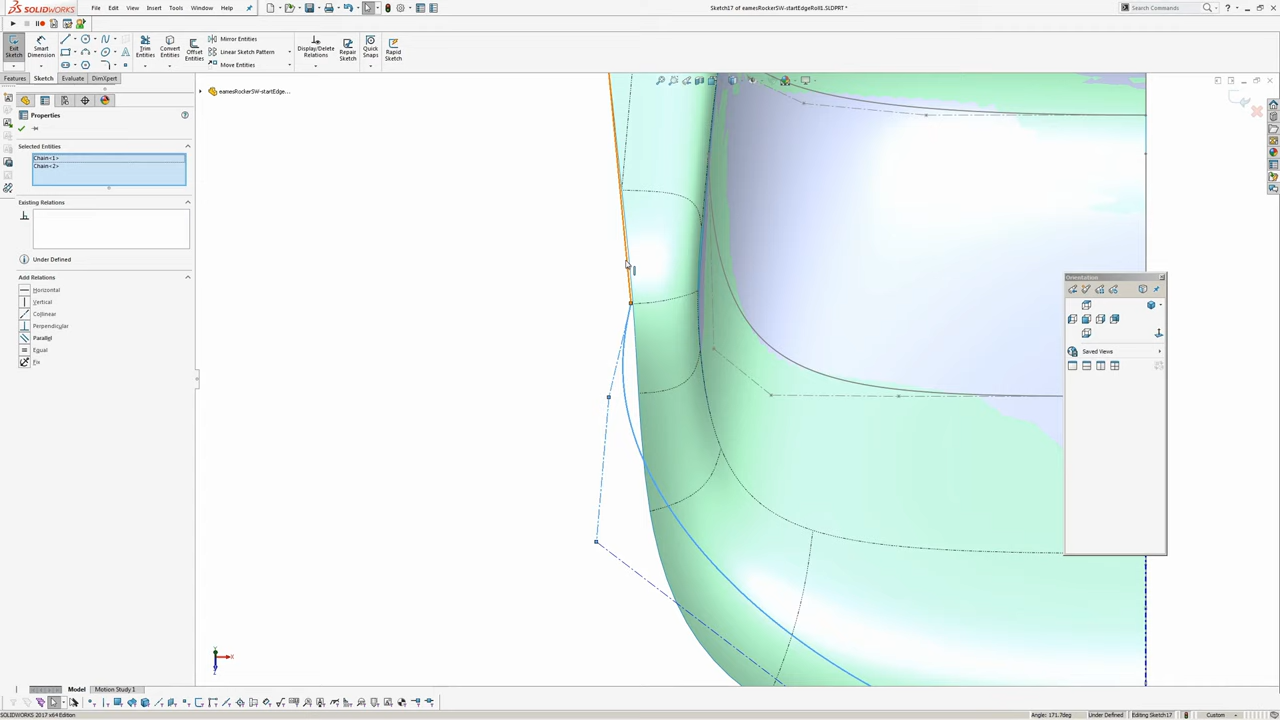 SOLIDWORKS
File Edit View Insert Tools Window Help
Sketch17 of eamesRockerSW-startEdgeRoll1.SLDPRT *
Search Commands
Exit Sketch
Smart Dimension
Trim Entities
Convert Entities
Offset Entities
Mirror Entities
Linear Sketch Pattern
Move Entities
Display/Delete Relations
Repair Sketch
Quick Snaps
Rapid Sketch
Features Sketch Evaluate DimXpert
eamesRockerSW-startEdge...
Properties
Selected Entities
Chain<1>
Chain<2>
Existing Relations
Under Defined
Add Relations
Horizontal
Vertical
Collinear
Perpendicular
Parallel
Equal
Fix
Orientation
Saved Views
X
Model Motion Study 1
SOLIDWORKS 2017 x64 Edition
Angle: 171.7deg Under Defined Editing Sketch17 Custom